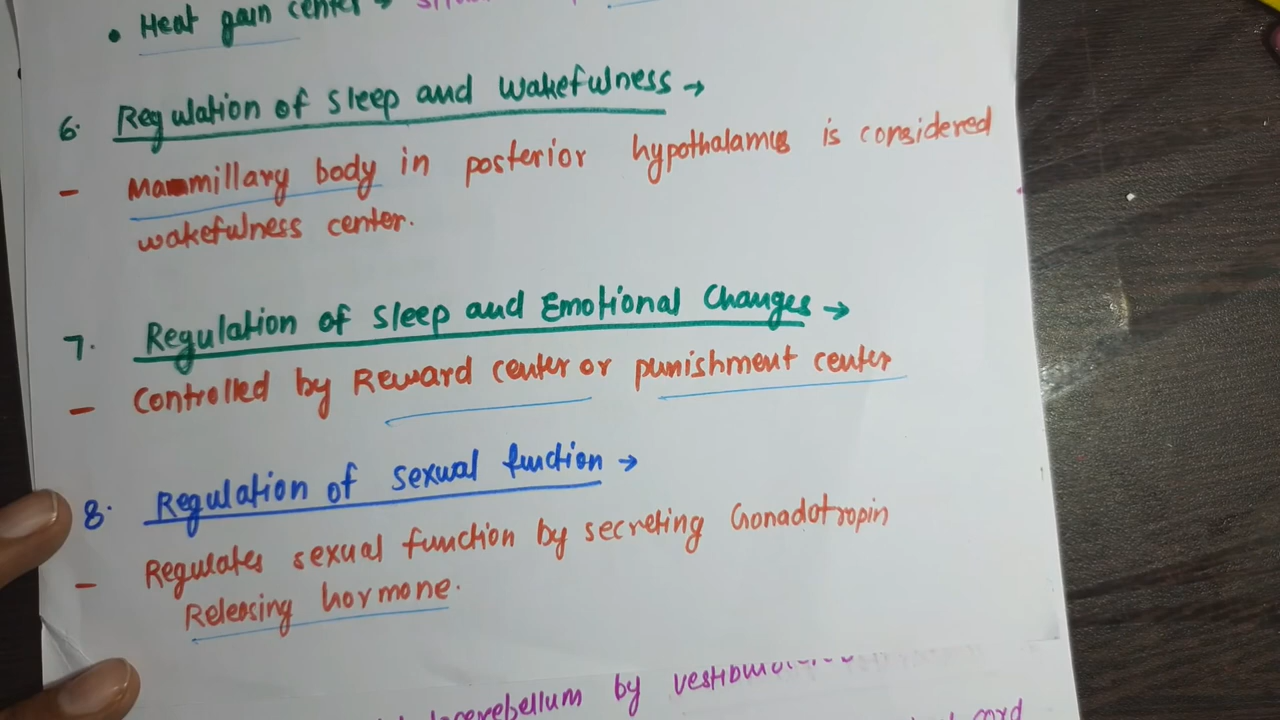 • Heat gain center →
6. Regulation of sleep and wakefulness →
- Mammillary body in posterior hypothalamus is considered
wakefulness center.
7. Regulation of sleep and Emotional Changes →
- Controlled by Reward center or punishment center
8. Regulation of sexual function →
- Regulates sexual function by secreting Gonadotropin
Releasing hormone.
by